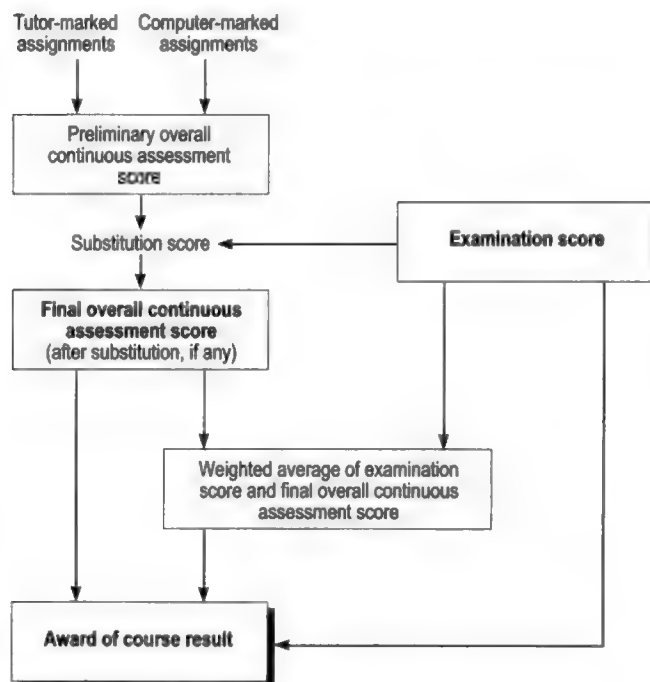 Tutor-marked
assignments
Computer-marked
assignments
Preliminary overall
continuous assessment
score
Substitution score
Examination score
Final overall continuous
assessment score
(after substitution, if any)
Weighted average of examination
score and final overall continuous
assessment score
Award of course result